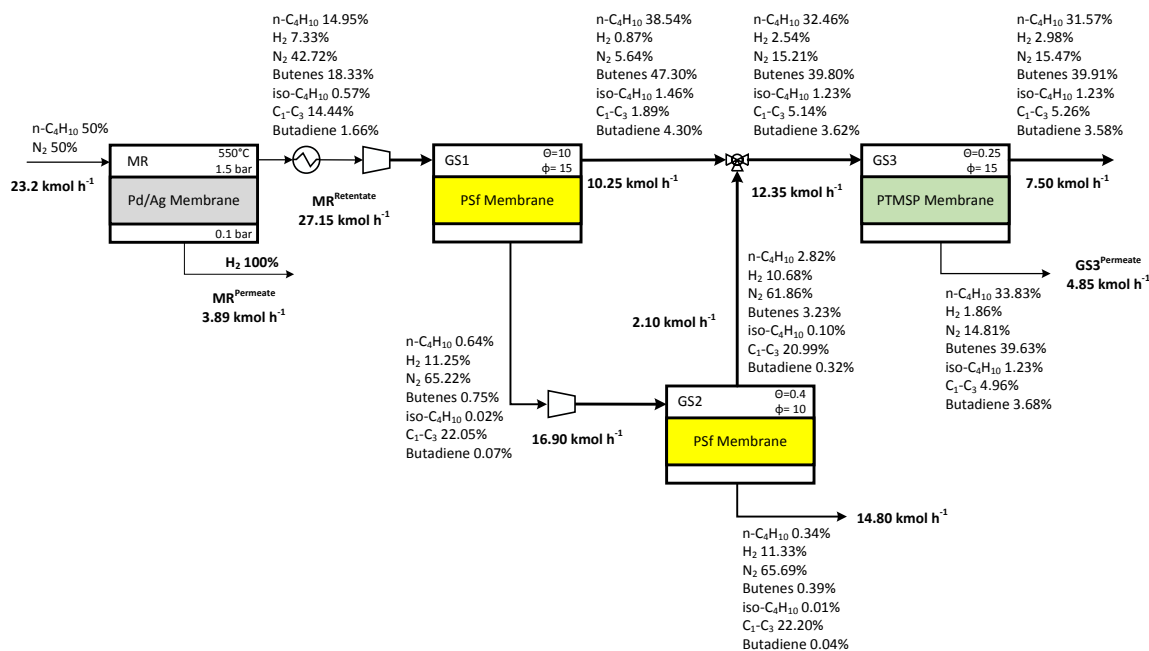 n-C₄H₁₀ 14.95%
H₂ 7.33%
N₂ 42.72%
Butenes 18.33%
iso-C₄H₁₀ 0.57%
C₁-C₃ 14.44%
Butadiene 1.66%
n-C₄H₁₀ 38.54%
H₂ 0.87%
N₂ 5.64%
Butenes 47.30%
iso-C₄H₁₀ 1.46%
C₁-C₃ 1.89%
Butadiene 4.30%
n-C₄H₁₀ 32.46%
H₂ 2.54%
N₂ 15.21%
Butenes 39.80%
iso-C₄H₁₀ 1.23%
C₁-C₃ 5.14%
Butadiene 3.62%
n-C₄H₁₀ 31.57%
H₂ 2.98%
N₂ 15.47%
Butenes 39.91%
iso-C₄H₁₀ 1.23%
C₁-C₃ 5.26%
Butadiene 3.58%
n-C₄H₁₀ 50%
N₂ 50%
23.2 kmol h⁻¹
MR
550°C
1.5 bar
Pd/Ag Membrane
0.1 bar
H₂ 100%
MRᴾᵉʳᵐᵉᵃᵗᵉ
3.89 kmol h⁻¹
MRᴿᵉᵗᵉⁿᵗᵃᵗᵉ
27.15 kmol h⁻¹
GS1
Θ=10
ϕ= 15
PSf Membrane
10.25 kmol h⁻¹
12.35 kmol h⁻¹
GS3
Θ=0.25
ϕ= 15
PTMSP Membrane
7.50 kmol h⁻¹
GS3ᴾᵉʳᵐᵉᵃᵗᵉ
4.85 kmol h⁻¹
n-C₄H₁₀ 33.83%
H₂ 1.86%
N₂ 14.81%
Butenes 39.63%
iso-C₄H₁₀ 1.23%
C₁-C₃ 4.96%
Butadiene 3.68%
n-C₄H₁₀ 2.82%
H₂ 10.68%
N₂ 61.86%
Butenes 3.23%
iso-C₄H₁₀ 0.10%
C₁-C₃ 20.99%
Butadiene 0.32%
2.10 kmol h⁻¹
n-C₄H₁₀ 0.64%
H₂ 11.25%
N₂ 65.22%
Butenes 0.75%
iso-C₄H₁₀ 0.02%
C₁-C₃ 22.05%
Butadiene 0.07%
16.90 kmol h⁻¹
GS2
Θ=0.4
ϕ= 10
PSf Membrane
14.80 kmol h⁻¹
n-C₄H₁₀ 0.34%
H₂ 11.33%
N₂ 65.69%
Butenes 0.39%
iso-C₄H₁₀ 0.01%
C₁-C₃ 22.20%
Butadiene 0.04%